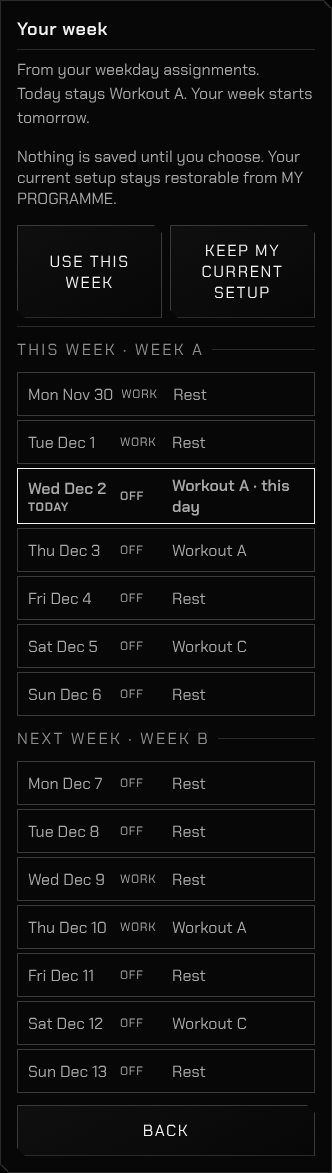 Your week
From your weekday assignments.
Today stays Workout A. Your week starts
tomorrow.
Nothing is saved until you choose. Your
current setup stays restorable from MY
PROGRAMME.
USE THIS
WEEK
KEEP MY
CURRENT
SETUP
THIS WEEK · WEEK A
Mon Nov 30 WORK Rest
Tue Dec 1 WORK Rest
Wed Dec 2 OFF Workout A · this
TODAY day
Thu Dec 3 OFF Workout A
Fri Dec 4 OFF Rest
Sat Dec 5 OFF Workout C
Sun Dec 6 OFF Rest
NEXT WEEK · WEEK B
Mon Dec 7 OFF Rest
Tue Dec 8 OFF Rest
Wed Dec 9 WORK Rest
Thu Dec 10 WORK Workout A
Fri Dec 11 OFF Rest
Sat Dec 12 OFF Workout C
Sun Dec 13 OFF Rest
BACK